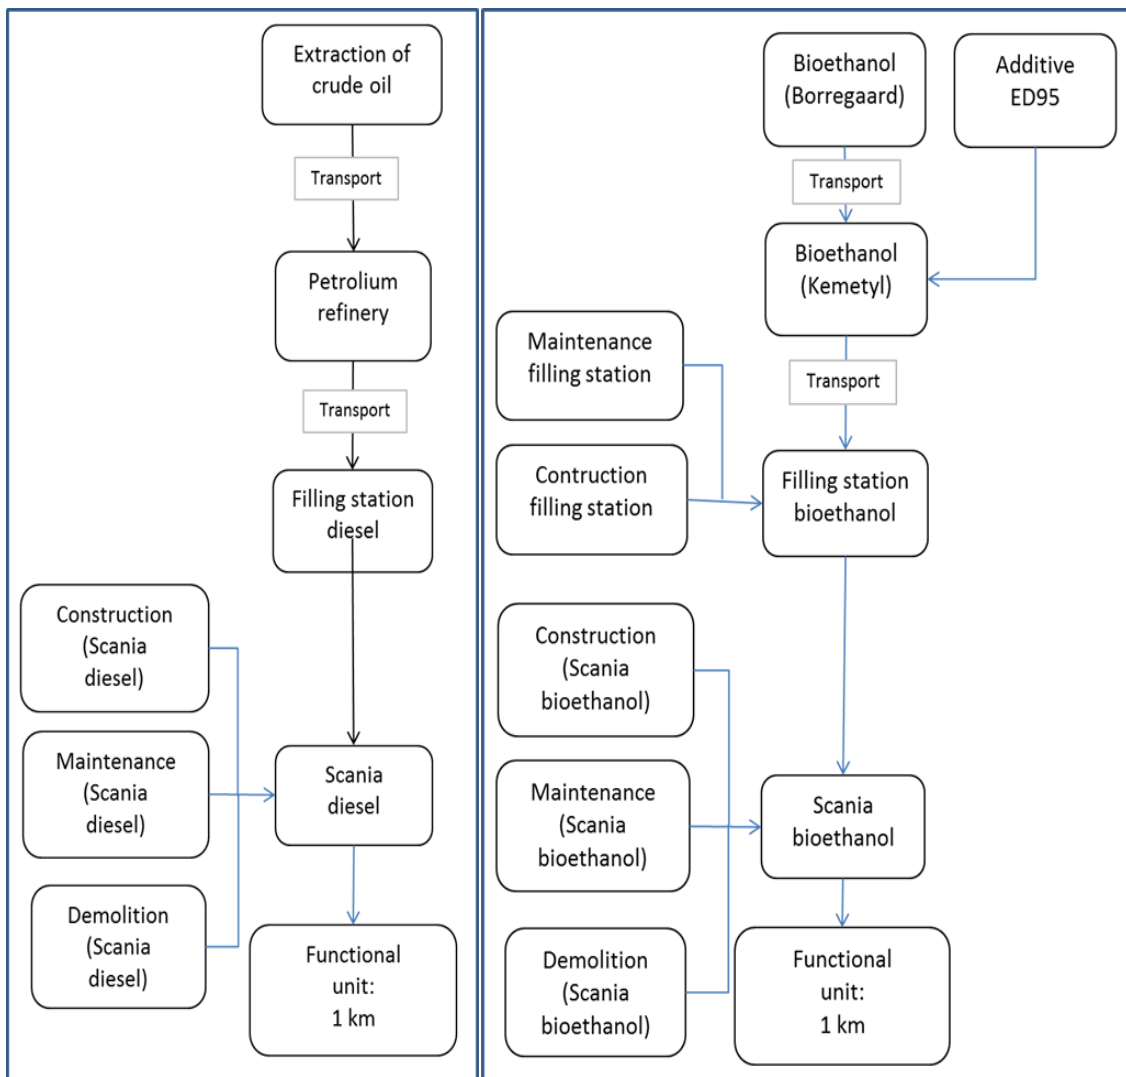 Extraction of
crude oil
Transport
Petrolium
refinery
Transport
Filling station
diesel
Construction
(Scania
diesel)
Maintenance
(Scania
diesel)
Scania
diesel
Demolition
(Scania
diesel)
Functional
unit:
1 km
Bioethanol
(Borregaard)
Additive
ED95
Transport
Bioethanol
(Kemetyl)
Maintenance
filling station
Transport
Contruction
filling station
Filling station
bioethanol
Construction
(Scania
bioethanol)
Maintenance
(Scania
bioethanol)
Scania
bioethanol
Demolition
(Scania
bioethanol)
Functional
unit:
1 km